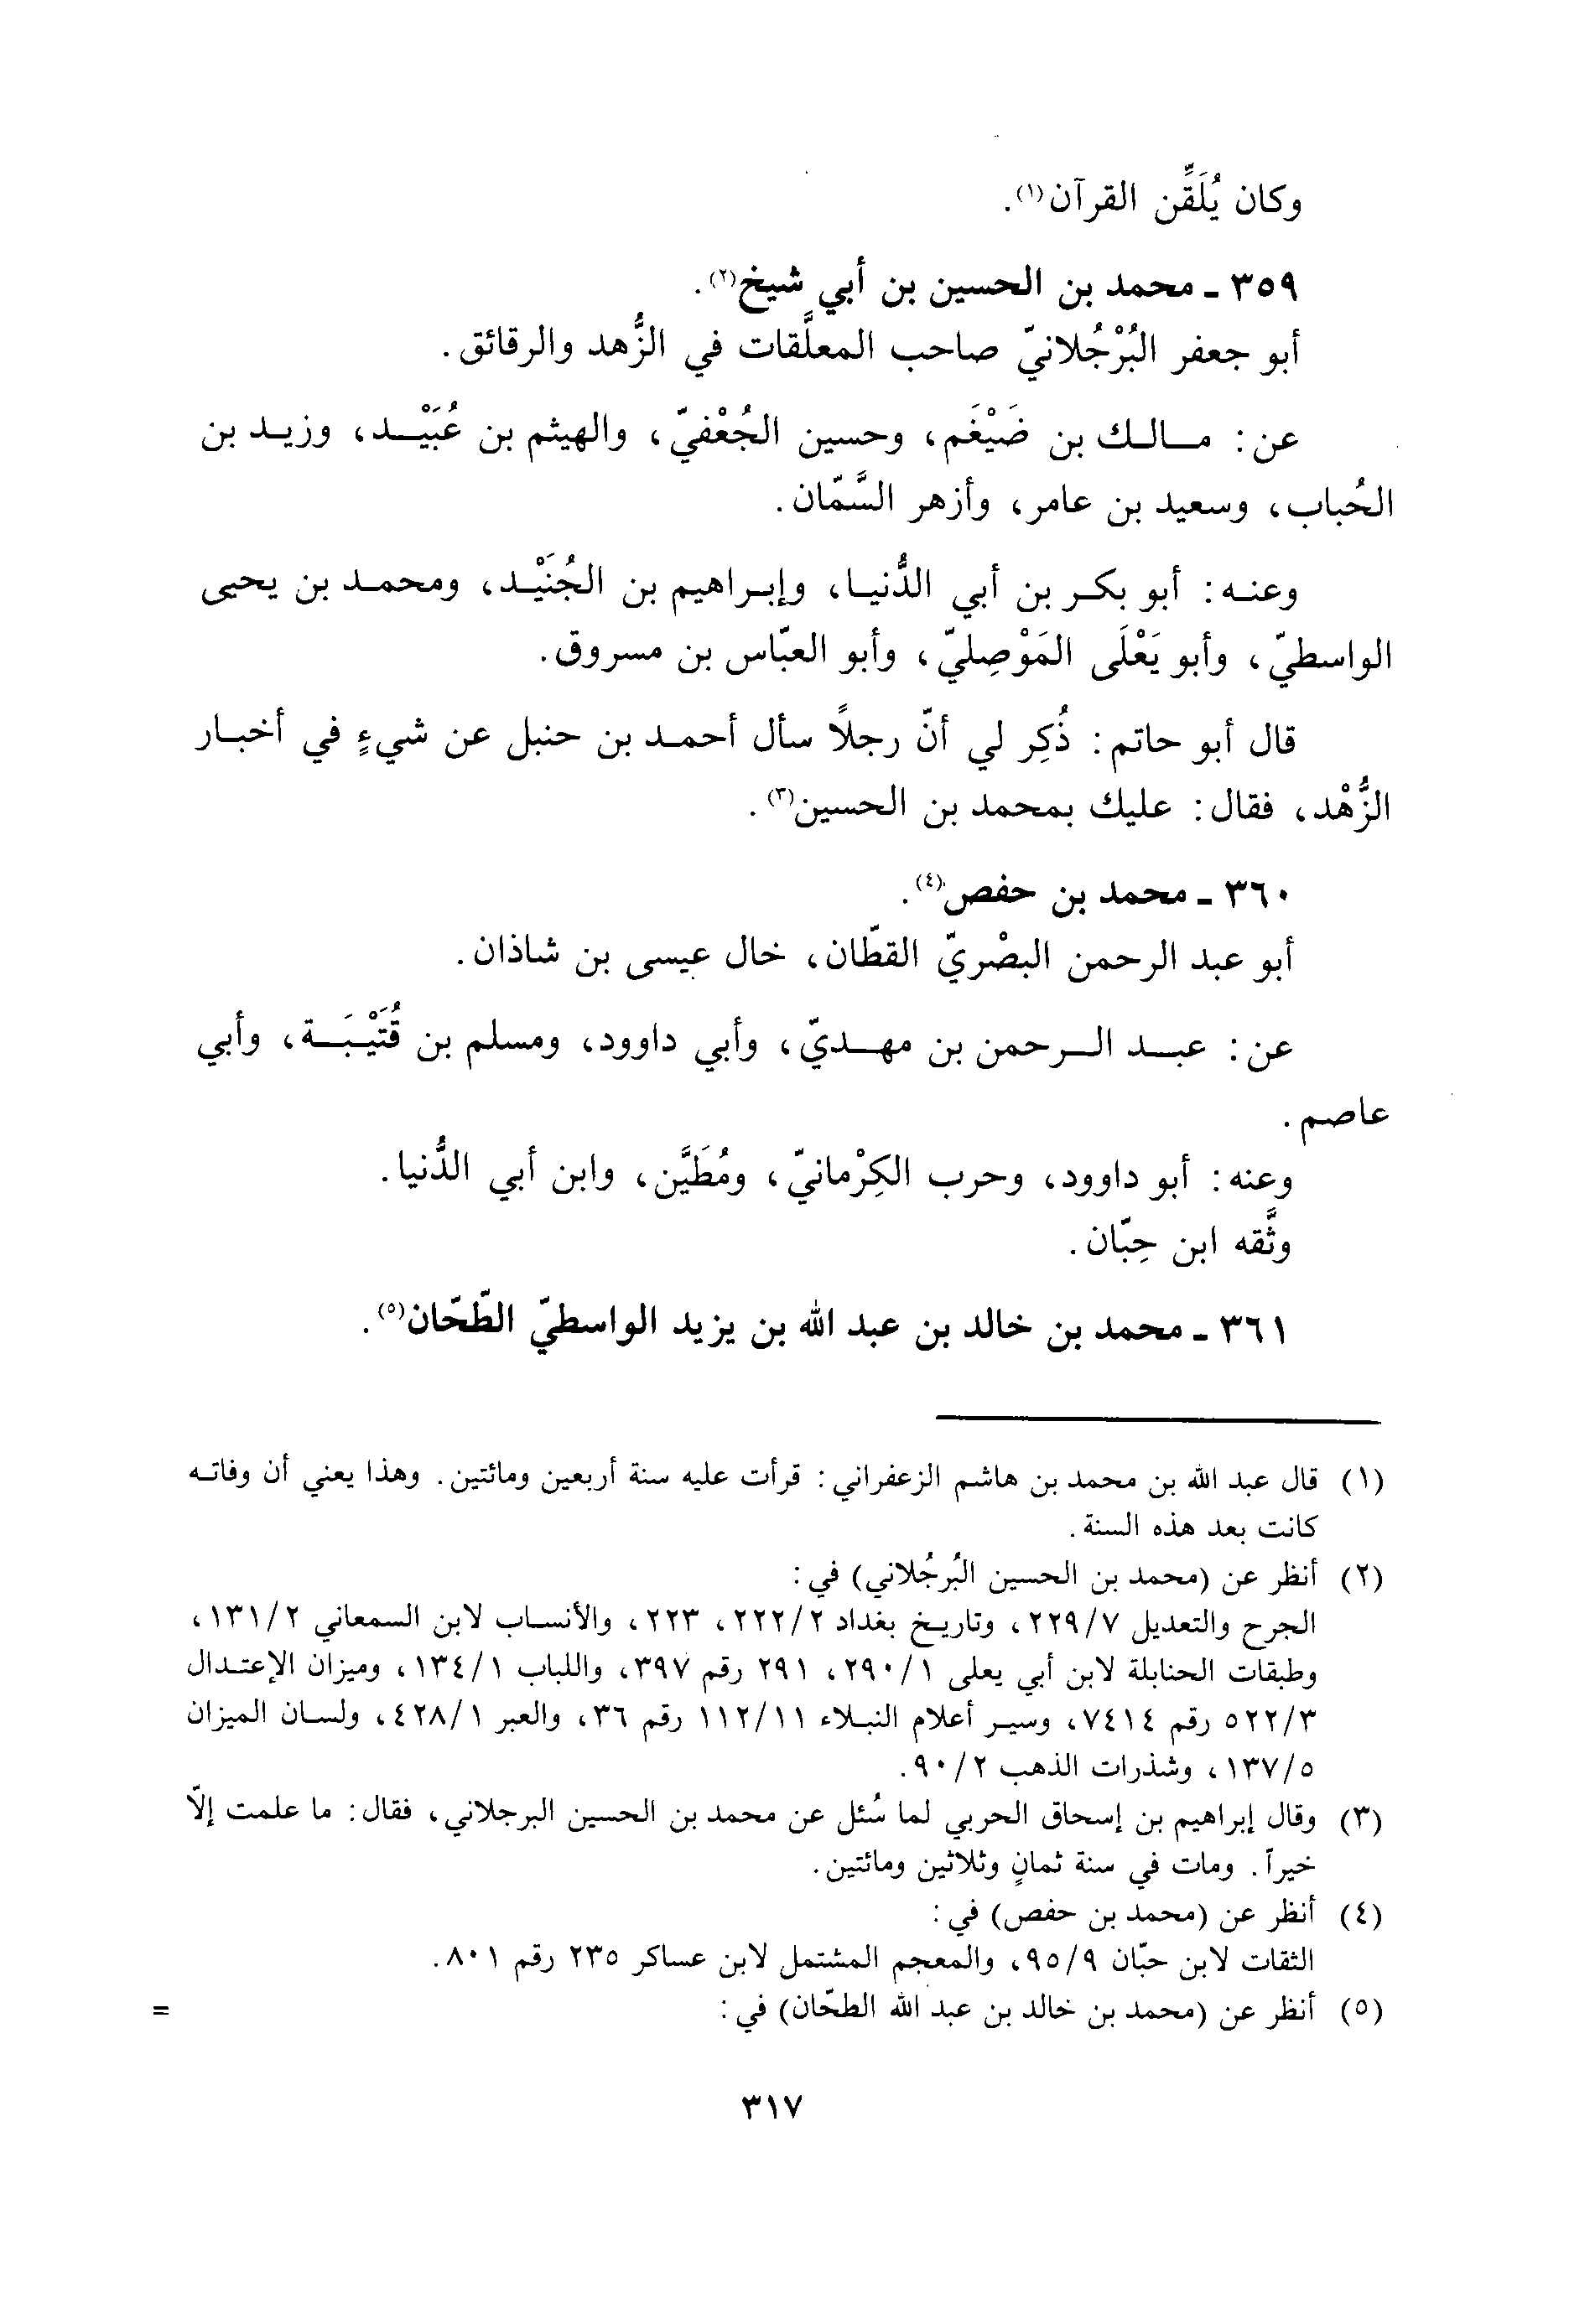 وكان يُلَقِّن القرآن(١).
٣٥٩ ـ محمد بن الحسين بن أبي شيخ(٢).
أبو جعفر البُرْجُلانيّ صاحب المعلَّقات في الزُّهد والرقائق.
عن: مالك بن ضَيْغَم، وحسين الجُعْفيّ، والهيثم بن عُبَيْد، وزيد بن
الحُباب، وسعيد بن عامر، وأزهر السَّمّان.
وعنه: أبو بكر بن أبي الدُّنيا، وإبراهيم بن الجُنَيْد، ومحمد بن يحيى
الواسطيّ، وأبو يَعْلَى المَوْصِليّ، وأبو العبّاس بن مسروق.
قال أبو حاتم: ذُكِر لي أنّ رجلاً سأل أحمد بن حنبل عن شيءٍ في أخبار
الزُّهْد، فقال: عليك بمحمد بن الحسين(٣).
٣٦٠ ـ محمد بن حفص(٤).
أبو عبد الرحمن البصْريّ القطّان، خال عيسى بن شاذان.
عن: عبد الرحمن بن مهديّ، وأبي داوود، ومسلم بن قُتَيْبَة، وأبي
عاصم.
وعنه: أبو داوود، وحرب الكِرْمانيّ، ومُطَيَّن، وابن أبي الدُّنيا.
وثَّقه ابن حِبّان.
٣٦١ ـ محمد بن خالد بن عبد الله بن يزيد الواسطيّ الطّحّان(٥).
(١) قال عبد الله بن محمد بن هاشم الزعفراني: قرأت عليه سنة أربعين ومائتين. وهذا يعني أن وفاته
كانت بعد هذه السنة.
(٢) أنظر عن (محمد بن الحسين البُرجُلاني) في:
الجرح والتعديل ٢٢٩/٧، وتاريخ بغداد ٢٢٢/٢، ٢٢٣، والأنساب لابن السمعاني ١٣١/٢،
وطبقات الحنابلة لابن أبي يعلى ٢٩٠/١، ٢٩١ رقم ٣٩٧، واللباب ١٣٤/١، وميزان الإعتدال
٥٢٢/٣ رقم ٧٤١٤، وسير أعلام النبلاء ١١٢/١١ رقم ٣٦، والعبر ٤٢٨/١، ولسان الميزان
١٣٧/٥، وشذرات الذهب ٩٠/٢.
(٣) وقال إبراهيم بن إسحاق الحربي لما سُئل عن محمد بن الحسين البرجلاني، فقال: ما علمت إلاّ
خيراً. ومات في سنة ثمانٍ وثلاثين ومائتين.
(٤) أنظر عن (محمد بن حفص) في:
الثقات لابن حبّان ٩٥/٩، والمعجم المشتمل لابن عساكر ٢٣٥ رقم ٨٠١.
(٥) أنظر عن (محمد بن خالد بن عبد الله الطحّان) في: =
٣١٧